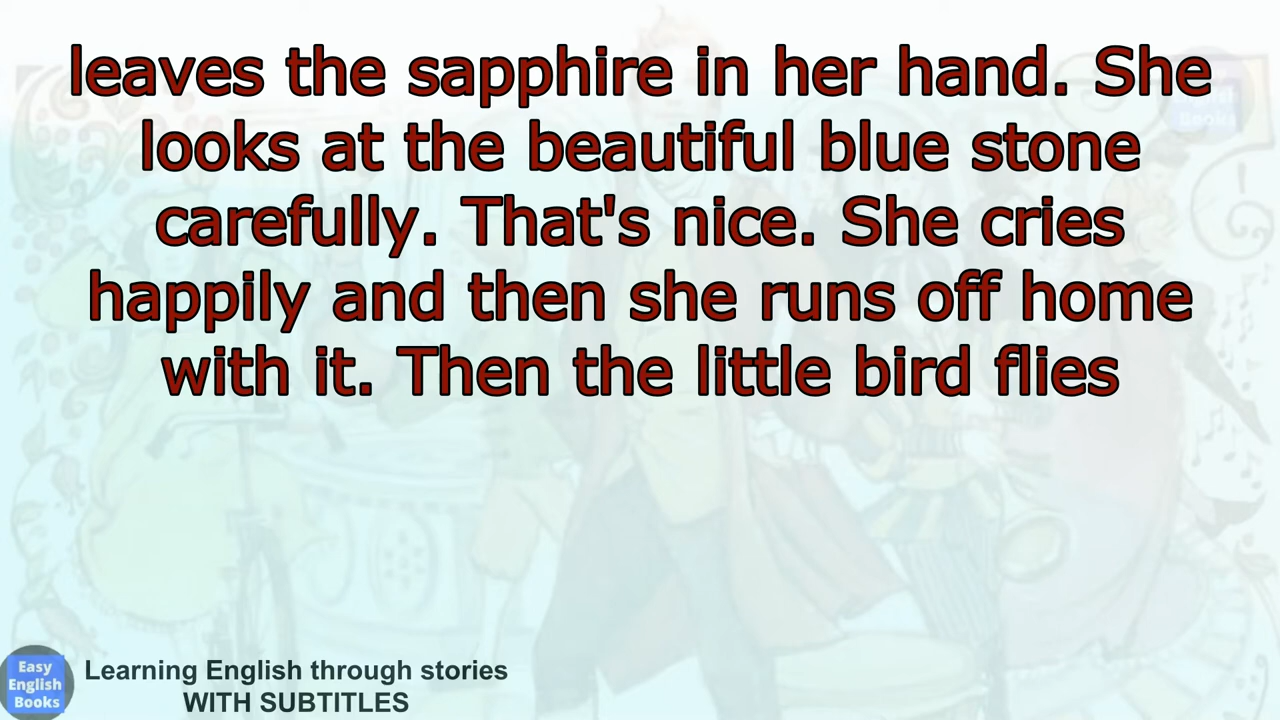 leaves the sapphire in her hand. She
looks at the beautiful blue stone
carefully. That's nice. She cries
happily and then she runs off home
with it. Then the little bird flies
Easy
English
Books
Learning English through stories
WITH SUBTITLES